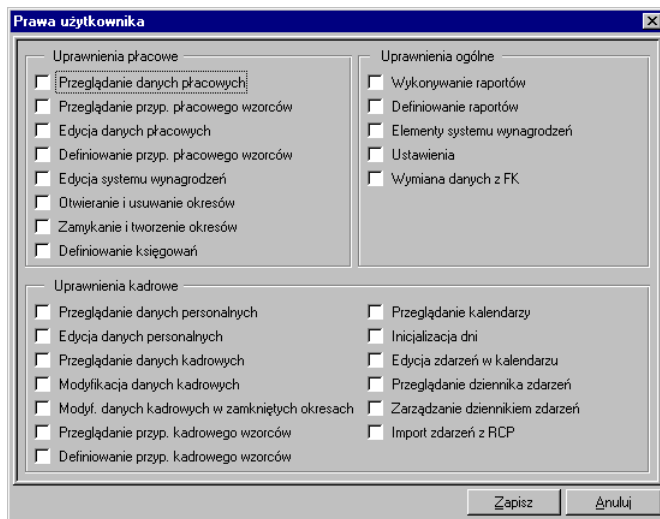 Prawa użytkownika
Uprawnienia płacowe
Przeglądanie danych płacowych
Przeglądanie przyp. płacowego wzorców
Edycja danych płacowych
Definiowanie przyp. płacowego wzorców
Edycja systemu wynagrodzeń
Otwieranie i usuwanie okresów
Zamykanie i tworzenie okresów
Definiowanie księgowań
Uprawnienia ogólne
Wykonywanie raportów
Definiowanie raportów
Elementy systemu wynagrodzeń
Ustawienia
Wymiana danych z FK
Uprawnienia kadrowe
Przeglądanie danych personalnych
Edycja danych personalnych
Przeglądanie danych kadrowych
Modyfikacja danych kadrowych
Modyf. danych kadrowych w zamkniętych okresach
Przeglądanie przyp. kadrowego wzorców
Definiowanie przyp. kadrowego wzorców
Przeglądanie kalendarzy
Inicjalizacja dni
Edycja zdarzeń w kalendarzu
Przeglądanie dziennika zdarzeń
Zarządzanie dziennikiem zdarzeń
Import zdarzeń z RCP
Zapisz
Anuluj